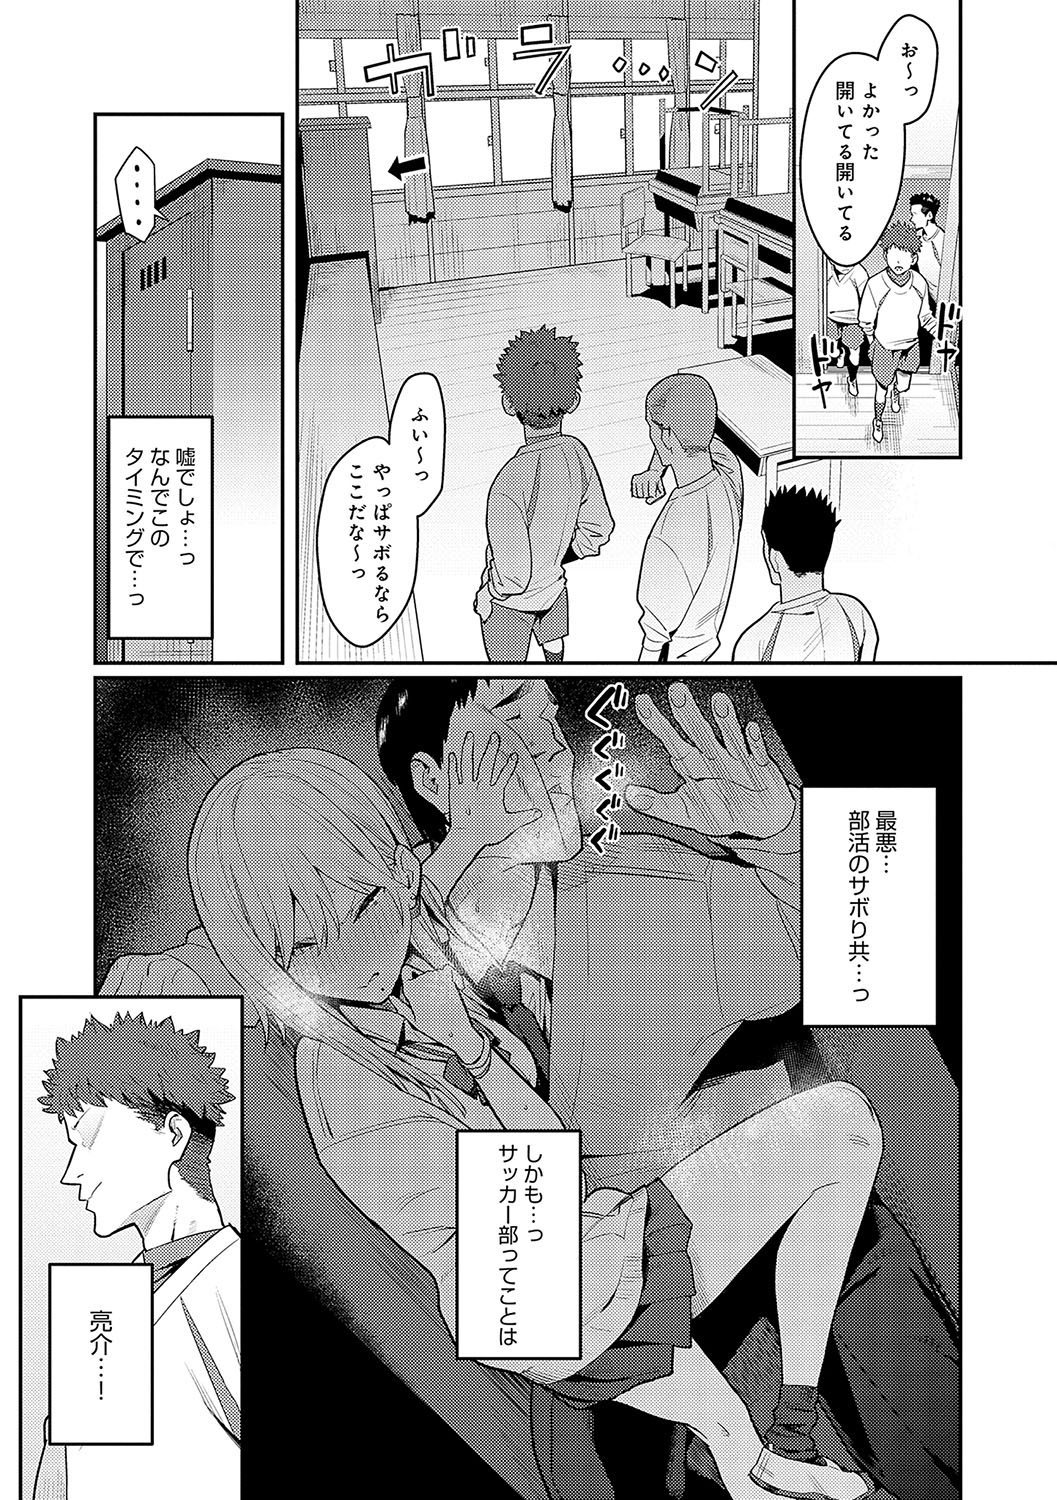 お〜っ
よかった
開いてる開いてる
ドヤ
ドヤ
ガラ…
ふい〜っ
やっぱサボるなら
ここだな〜っ
‥‥
嘘でしょ…っ
なんでこの
タイミングで…っ
ぐぐぐぐぐ
最悪…
部活のサボり共…っ
しかも…っ
サッカー部ってことは
亮介…！